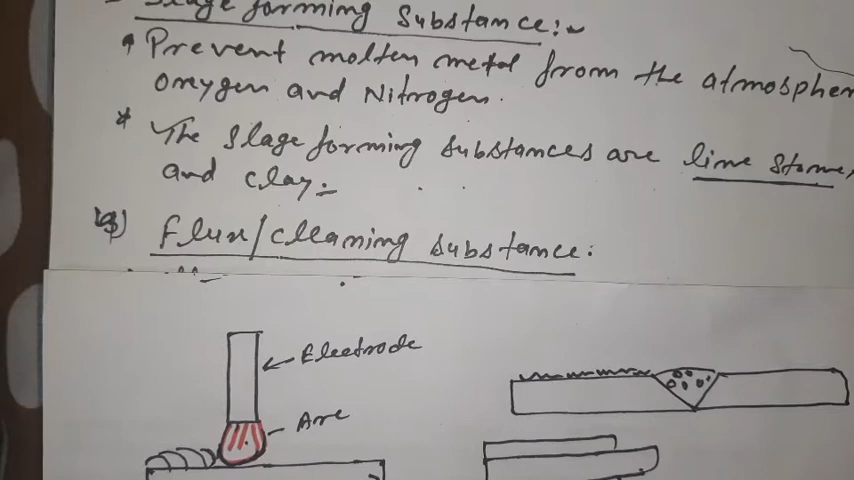 Slage forming Substance:~
* Prevent molten metal from the atmospher
Oxygen and Nitrogen.
* The Slage forming Substances are lime stone,
and clay:=
Flux/cleaning substance:
Electrode
Arc